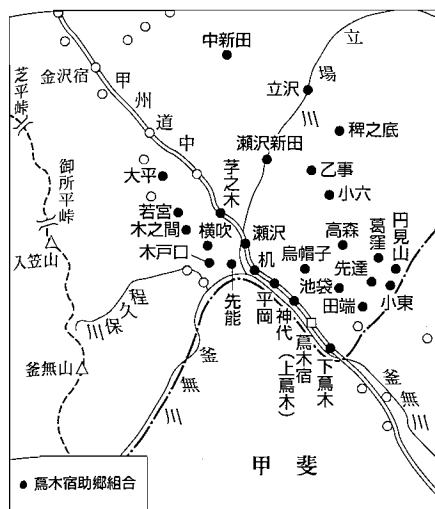 中新田
立場川
立沢
金沢宿
甲州道中
芝平峠
稗之底
瀬沢新田
乙事
大平
小六
御所平峠
芓之木
若宮
木之間
横吹
瀬沢
高森
葛窪
円見山
烏帽子
先達
入笠山
木戸口
机
池袋
先能
平岡
田端
小東
程久保川
神代(上蔦木)
蔦木宿
下蔦木
釜無山
釜無川
釜無川
甲斐
● 蔦木宿助郷組合